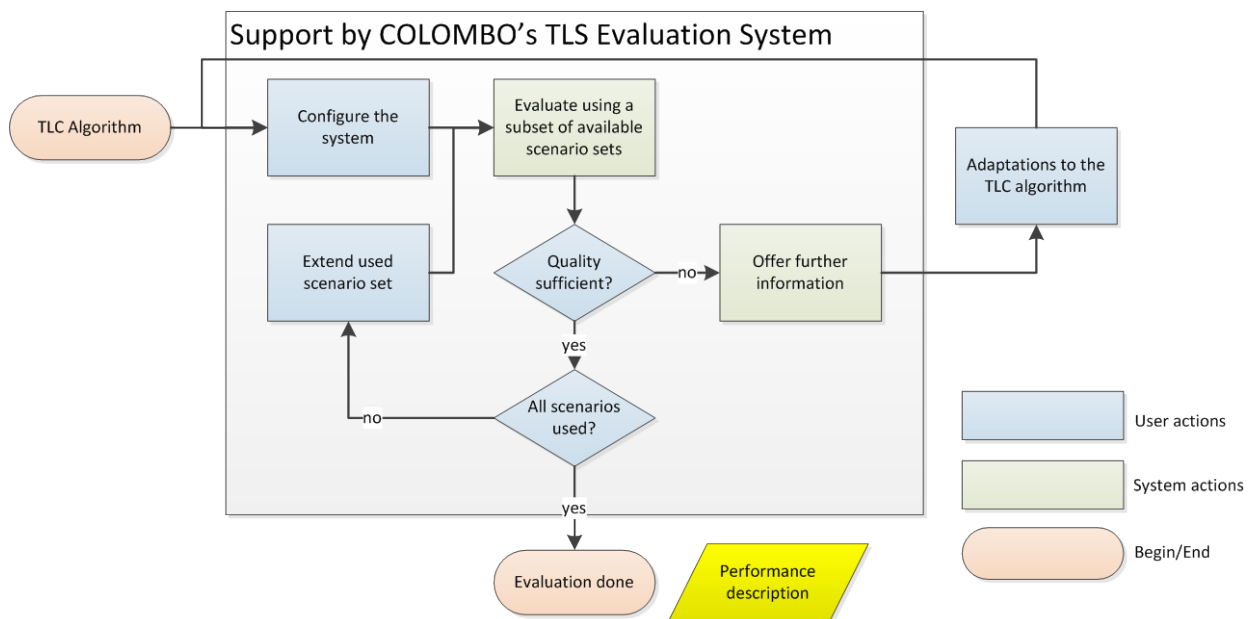 Support by COLOMBO’s TLS Evaluation System
TLC Algorithm
Configure the
system
Evaluate using a
subset of available
scenario sets
Adaptations to the
TLC algorithm
Extend used
scenario set
Quality
sufficient?
no
Offer further
information
yes
All scenarios
used?
no
yes
Evaluation done
Performance
description
User actions
System actions
Begin/End